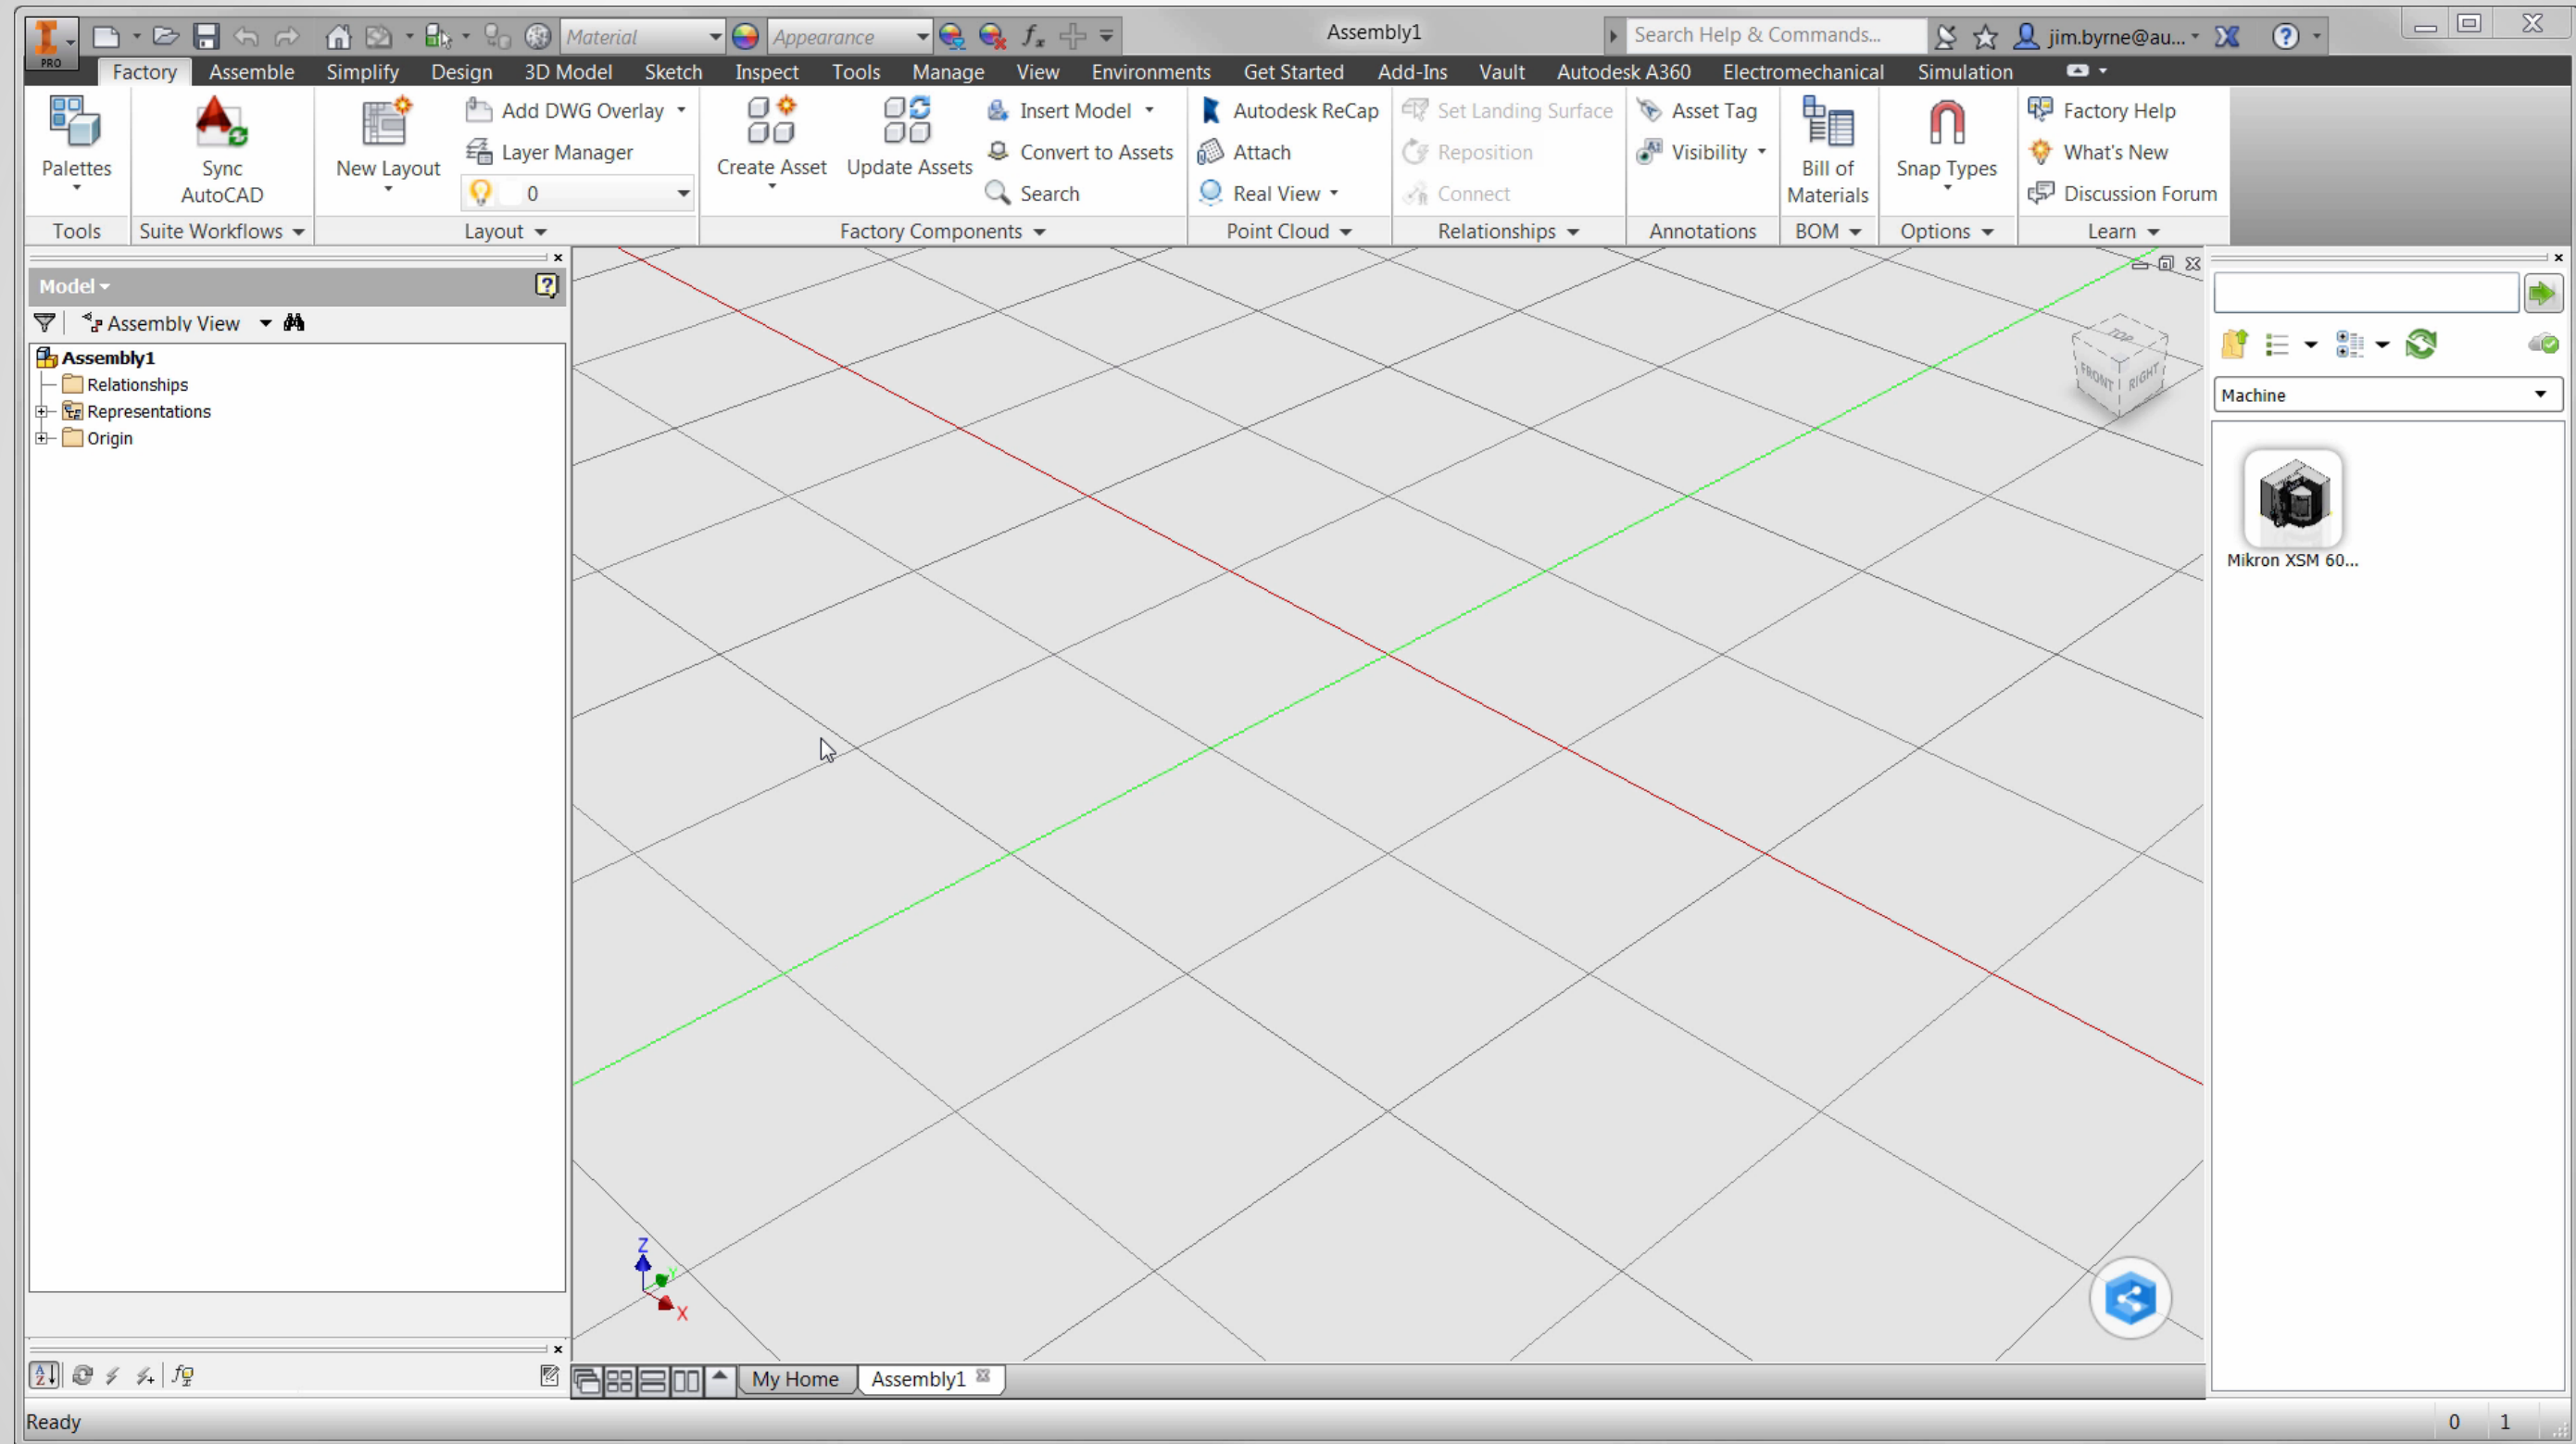 PRO
Material
Appearance
fx
Assembly1
Search Help & Commands...
jim.byrne@au...
Factory Assemble Simplify Design 3D Model Sketch Inspect Tools Manage View Environments Get Started Add-Ins Vault Autodesk A360 Electromechanical Simulation
Palettes
Tools
Sync
AutoCAD
Suite Workflows
New Layout
Add DWG Overlay
Layer Manager
0
Layout
Create Asset
Update Assets
Insert Model
Convert to Assets
Search
Factory Components
Autodesk ReCap
Attach
Real View
Point Cloud
Set Landing Surface
Reposition
Connect
Relationships
Asset Tag
Visibility
Annotations
Bill of
Materials
BOM
Snap Types
Options
Factory Help
What's New
Discussion Forum
Learn
Model
Assembly View
Assembly1
Relationships
Representations
Origin
TOP
FRONT
RIGHT
Machine
Mikron XSM 60...
Z
Y
X
My Home
Assembly1
Ready
0 1